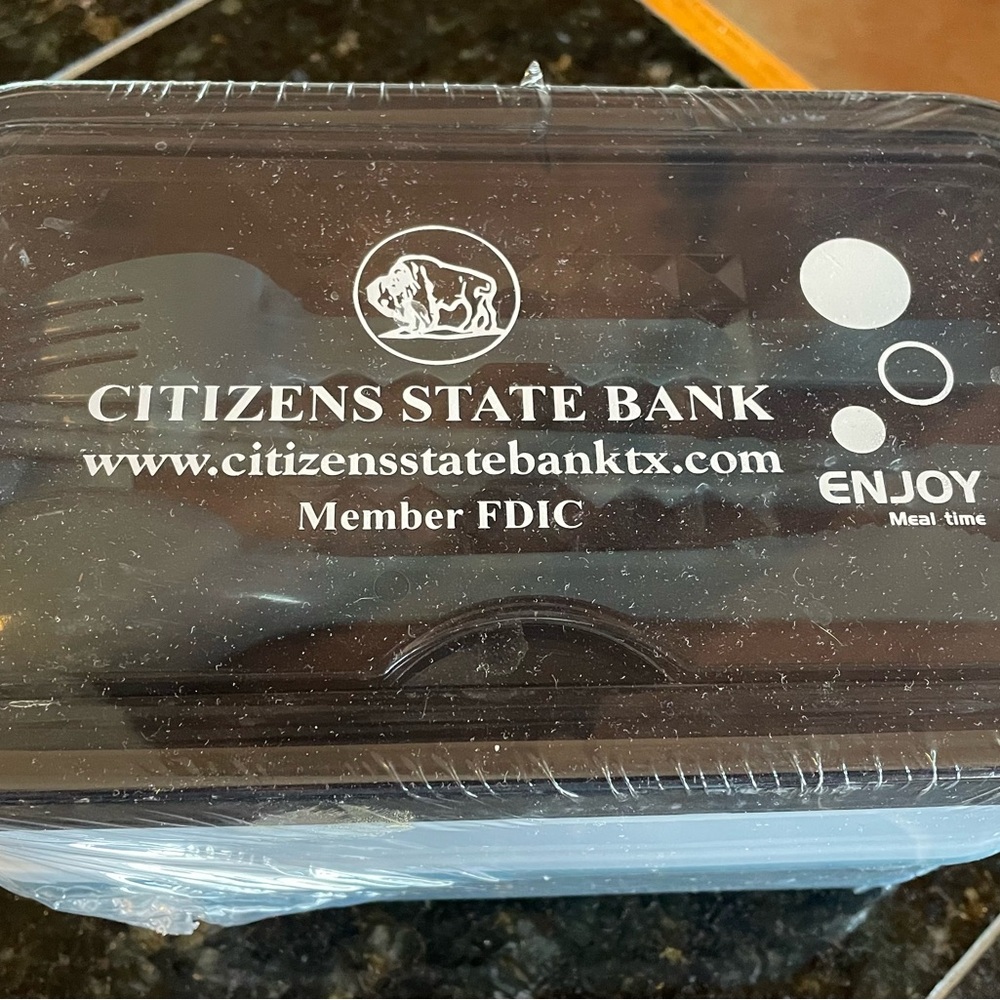 CITIZENS STATE BANK
www.citizensstatebanktx.com
Member FDIC
ENJOY
Meal time